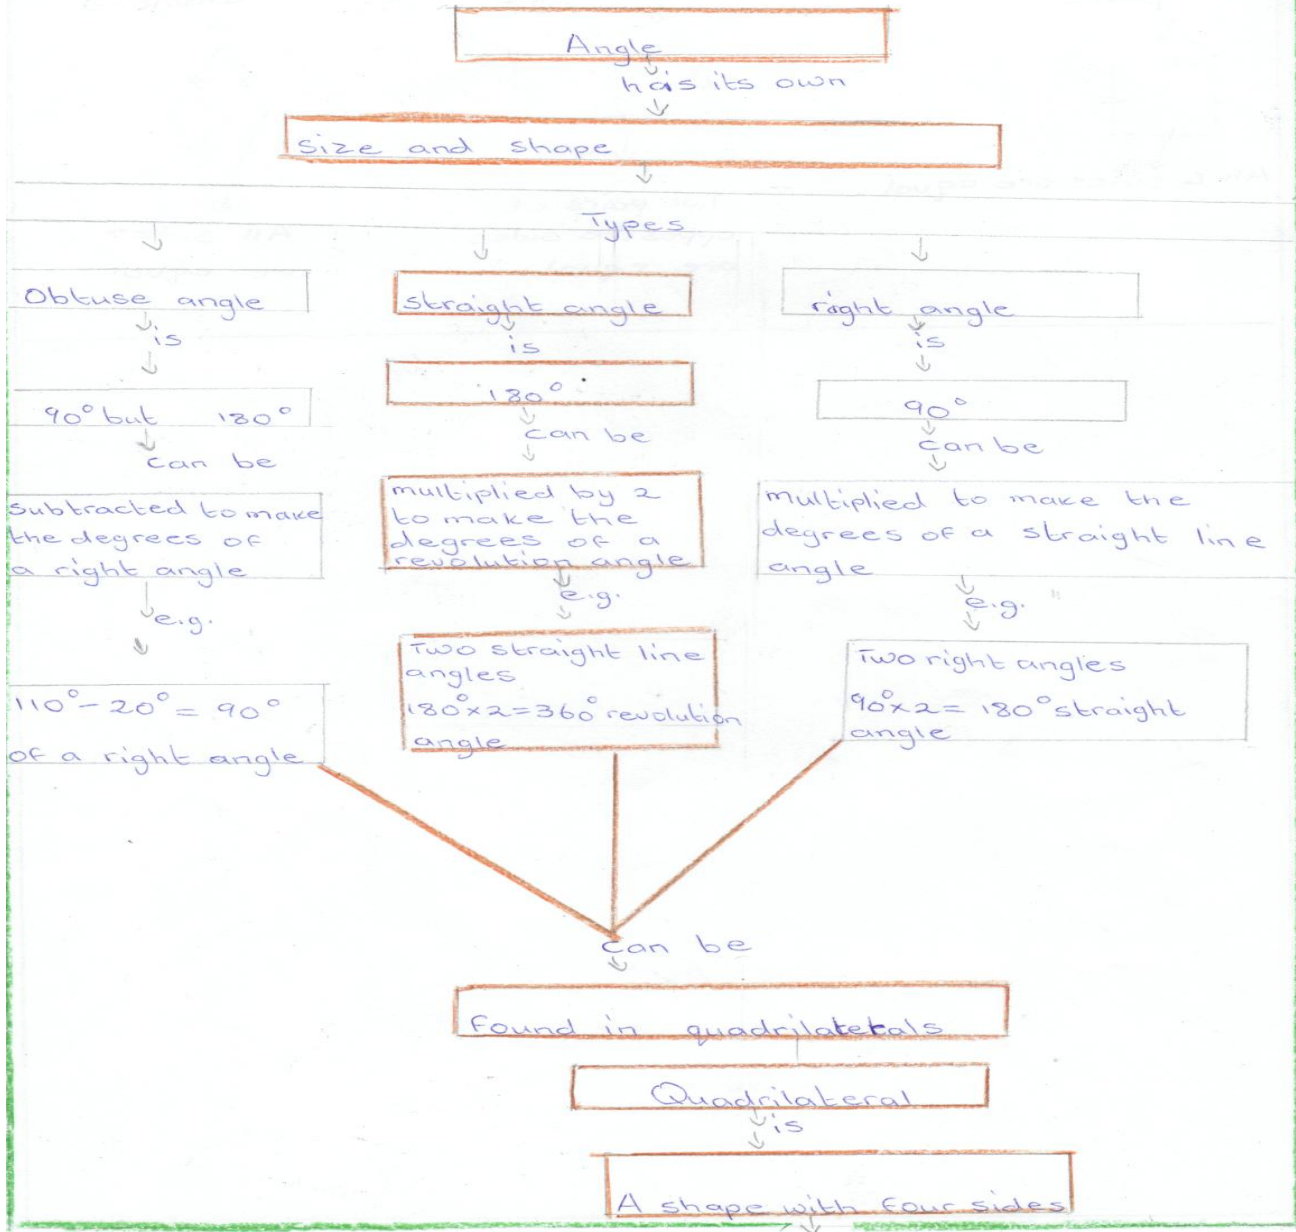 Angle
has its own
size and shape
Types
Obtuse angle
is
90° but 180°
can be
subtracted to make
the degrees of
a right angle
e.g.
110° - 20° = 90°
of a right angle
straight angle
is
180°
can be
multiplied by 2
to make the
degrees of a
revolution angle
e.g.
Two straight line
angles
180° x 2 = 360° revolution
angle
right angle
is
90°
can be
multiplied to make the
degrees of a straight line
angle
e.g.
Two right angles
90° x 2 = 180° straight
angle
can be
Found in quadrilaterals
Quadrilateral
is
A shape with four sides